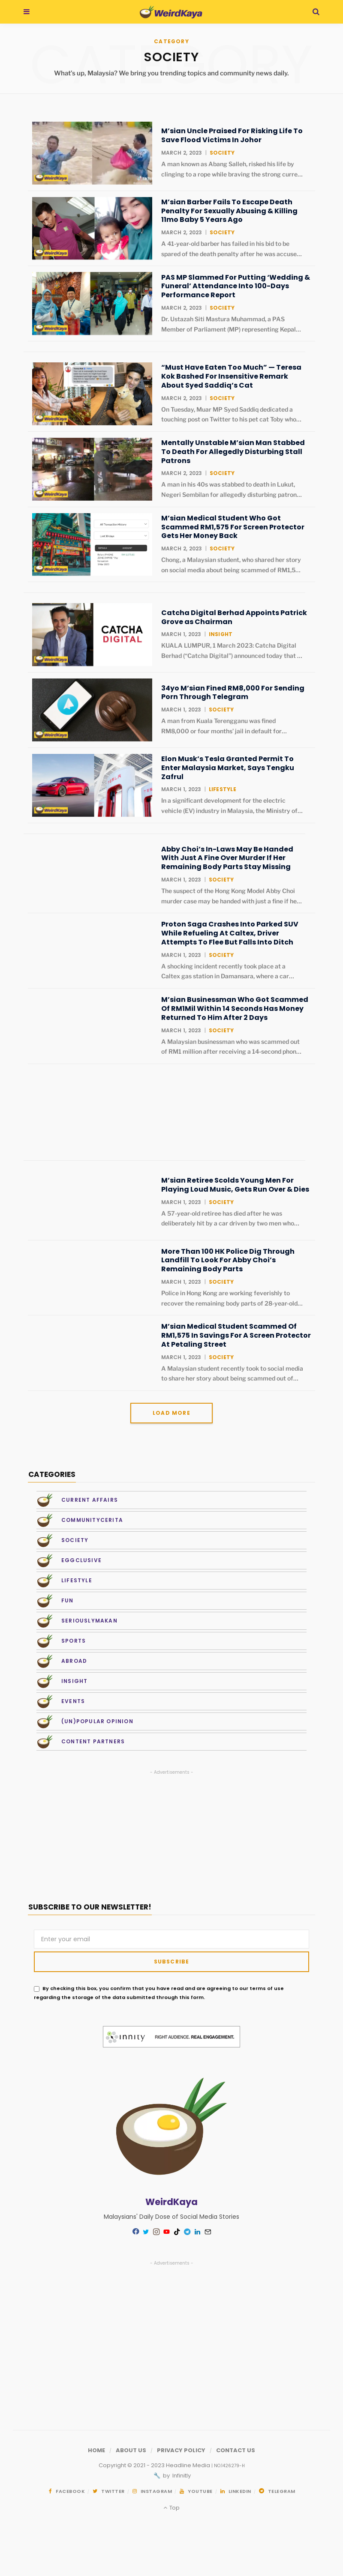 WeirdKaya
CATEGORY
SOCIETY
What's up, Malaysia? We bring you trending topics and community news daily.
M'sian Uncle Praised For Risking Life To
Save Flood Victims In Johor
MARCH 2, 2023 | SOCIETY
A man known as Abang Salleh, risked his life by
clinging to a rope while braving the strong curre...
M'sian Barber Fails To Escape Death
Penalty For Sexually Abusing & Killing
11mo Baby 5 Years Ago
MARCH 2, 2023 | SOCIETY
A 41-year-old barber has failed in his bid to be
spared of the death penalty after he was accuse...
PAS MP Slammed For Putting 'Wedding &
Funeral' Attendance Into 100-Days
Performance Report
MARCH 2, 2023 | SOCIETY
Dr. Ustazah Siti Mastura Muhammad, a PAS
Member of Parliament (MP) representing Kepal...
"Must Have Eaten Too Much" — Teresa
Kok Bashed For Insensitive Remark
About Syed Saddiq's Cat
MARCH 2, 2023 | SOCIETY
On Tuesday, Muar MP Syed Saddiq dedicated a
touching post on Twitter to his pet cat Toby who...
Mentally Unstable M'sian Man Stabbed
To Death For Allegedly Disturbing Stall
Patrons
MARCH 2, 2023 | SOCIETY
A man in his 40s was stabbed to death in Lukut,
Negeri Sembilan for allegedly disturbing patron...
M'sian Medical Student Who Got
Scammed RM1,575 For Screen Protector
Gets Her Money Back
MARCH 2, 2023 | SOCIETY
Chong, a Malaysian student, who shared her story
on social media about being scammed of RM1,5...
CATCHA
DIGITAL
Catcha Digital Berhad Appoints Patrick
Grove as Chairman
MARCH 1, 2023 | INSIGHT
KUALA LUMPUR, 1 March 2023: Catcha Digital
Berhad ("Catcha Digital") announced today that ...
34yo M'sian Fined RM8,000 For Sending
Porn Through Telegram
MARCH 1, 2023 | SOCIETY
A man from Kuala Terengganu was fined
RM8,000 or four months' jail in default for...
Elon Musk's Tesla Granted Permit To
Enter Malaysia Market, Says Tengku
Zafrul
MARCH 1, 2023 | LIFESTYLE
In a significant development for the electric
vehicle (EV) industry in Malaysia, the Ministry of...
Abby Choi's In-Laws May Be Handed
With Just A Fine Over Murder If Her
Remaining Body Parts Stay Missing
MARCH 1, 2023 | SOCIETY
The suspect of the Hong Kong Model Abby Choi
murder case may be handed with just a fine if he...
Proton Saga Crashes Into Parked SUV
While Refueling At Caltex, Driver
Attempts To Flee But Falls Into Ditch
MARCH 1, 2023 | SOCIETY
A shocking incident recently took place at a
Caltex gas station in Damansara, where a car...
M'sian Businessman Who Got Scammed
Of RM1Mil Within 14 Seconds Has Money
Returned To Him After 2 Days
MARCH 1, 2023 | SOCIETY
A Malaysian businessman who was scammed out
of RM1 million after receiving a 14-second phon...
M'sian Retiree Scolds Young Men For
Playing Loud Music, Gets Run Over & Dies
MARCH 1, 2023 | SOCIETY
A 57-year-old retiree has died after he was
deliberately hit by a car driven by two men who...
More Than 100 HK Police Dig Through
Landfill To Look For Abby Choi's
Remaining Body Parts
MARCH 1, 2023 | SOCIETY
Police in Hong Kong are working feverishly to
recover the remaining body parts of 28-year-old...
M'sian Medical Student Scammed Of
RM1,575 In Savings For A Screen Protector
At Petaling Street
MARCH 1, 2023 | SOCIETY
A Malaysian student recently took to social media
to share her story about being scammed out of...
LOAD MORE
CATEGORIES
CURRENT AFFAIRS
COMMUNITYCERITA
SOCIETY
EGGCLUSIVE
LIFESTYLE
FUN
SERIOUSLYMAKAN
SPORTS
ABROAD
INSIGHT
EVENTS
(UN)POPULAR OPINION
CONTENT PARTNERS
- Advertisements -
SUBSCRIBE TO OUR NEWSLETTER!
Enter your email
SUBSCRIBE
By checking this box, you confirm that you have read and are agreeing to our terms of use
regarding the storage of the data submitted through this form.
innity RIGHT AUDIENCE. REAL ENGAGEMENT.
WeirdKaya
Malaysians' Daily Dose of Social Media Stories
- Advertisements -
HOME / ABOUT US / PRIVACY POLICY / CONTACT US
Copyright © 2021 - 2023 Headline Media
by Infinity
FACEBOOK TWITTER INSTAGRAM YOUTUBE LINKEDIN TELEGRAM
Top